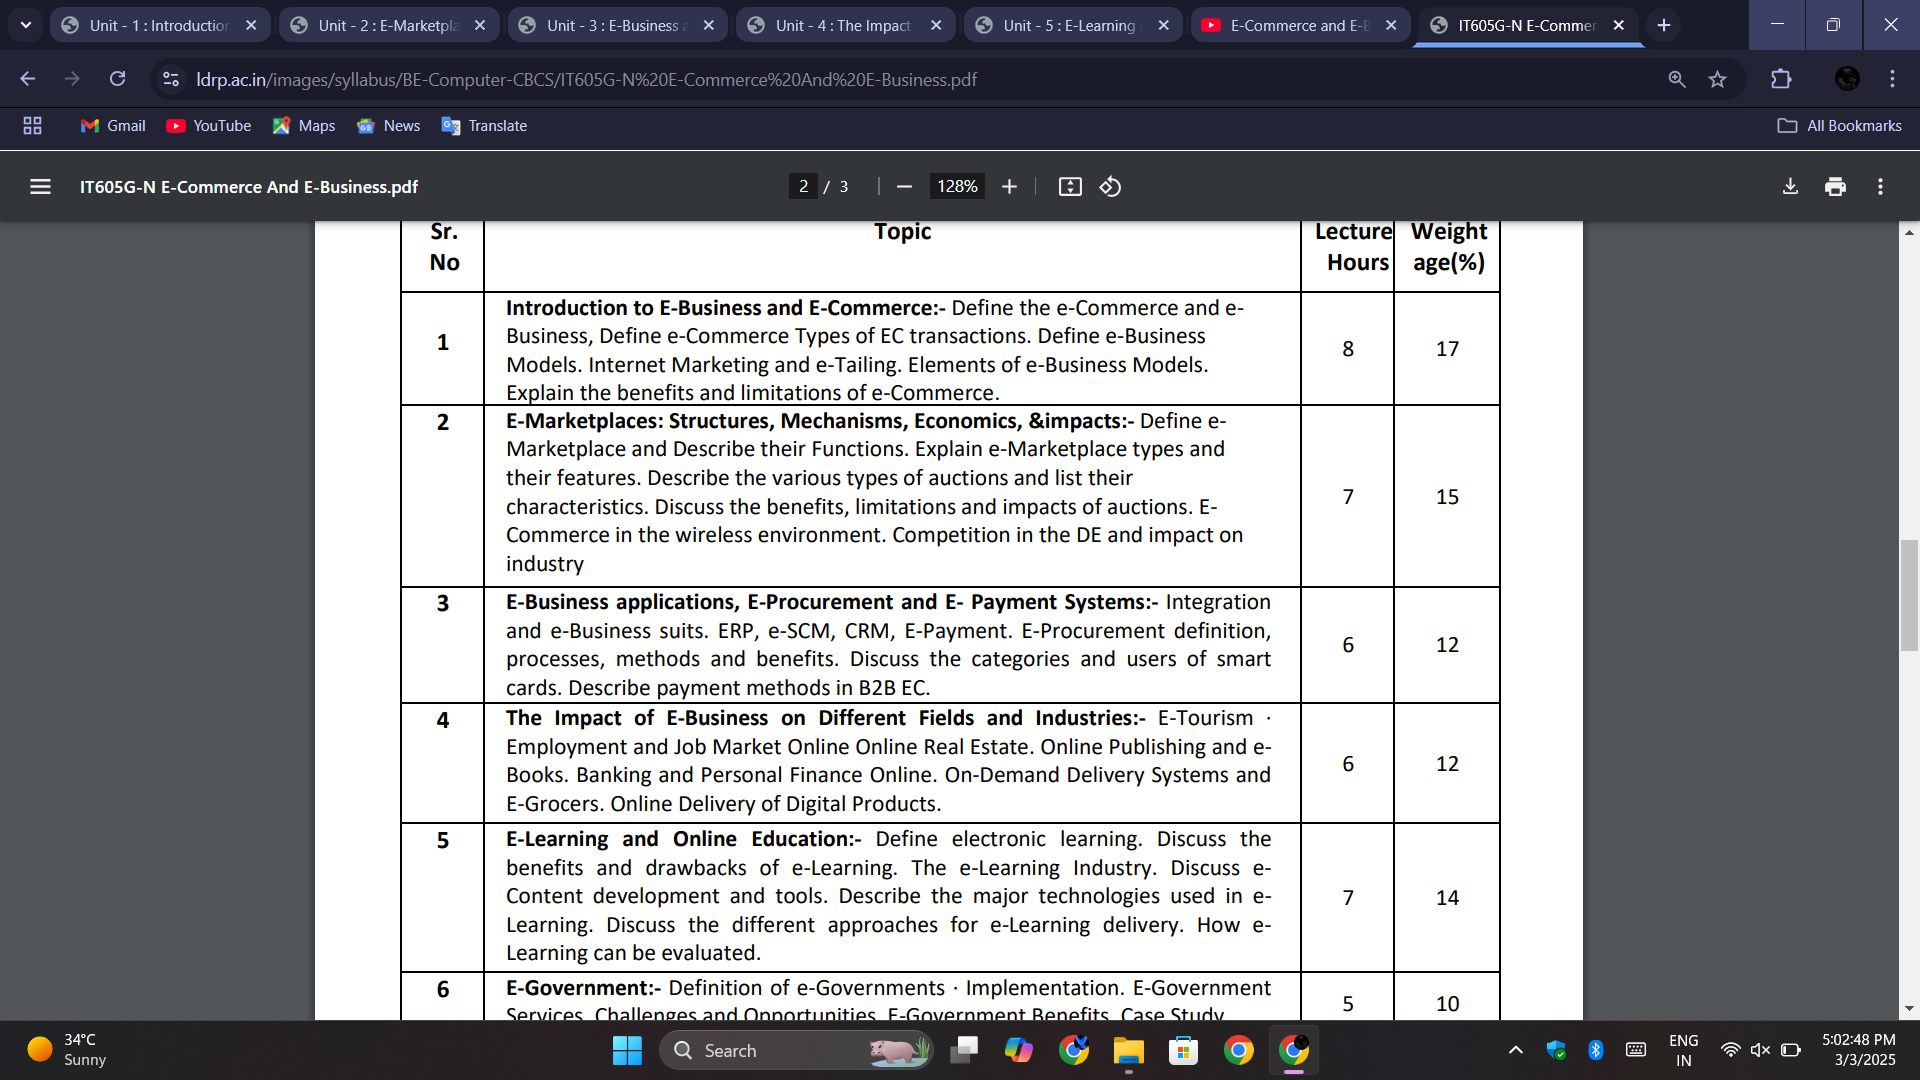 Unit - 1 : Introduction
Unit - 2 : E-Marketpla
Unit - 3 : E-Business a
Unit - 4 : The Impact
Unit - 5 : E-Learning
E-Commerce and E-B
IT605G-N E-Commer
ldrp.ac.in/images/syllabus/BE-Computer-CBCS/IT605G-N%20E-Commerce%20And%20E-Business.pdf
Gmail
YouTube
Maps
News
Translate
All Bookmarks
IT605G-N E-Commerce And E-Business.pdf
2 / 3
128%
Sr. No
Topic
Lecture Hours
Weight age(%)
1
Introduction to E-Business and E-Commerce:- Define the e-Commerce and e-
Business, Define e-Commerce Types of EC transactions. Define e-Business
Models. Internet Marketing and e-Tailing. Elements of e-Business Models.
Explain the benefits and limitations of e-Commerce.
8
17
2
E-Marketplaces: Structures, Mechanisms, Economics, &impacts:- Define e-
Marketplace and Describe their Functions. Explain e-Marketplace types and
their features. Describe the various types of auctions and list their
characteristics. Discuss the benefits, limitations and impacts of auctions. E-
Commerce in the wireless environment. Competition in the DE and impact on
industry
7
15
3
E-Business applications, E-Procurement and E- Payment Systems:- Integration
and e-Business suits. ERP, e-SCM, CRM, E-Payment. E-Procurement definition,
processes, methods and benefits. Discuss the categories and users of smart
cards. Describe payment methods in B2B EC.
6
12
4
The Impact of E-Business on Different Fields and Industries:- E-Tourism ·
Employment and Job Market Online Online Real Estate. Online Publishing and e-
Books. Banking and Personal Finance Online. On-Demand Delivery Systems and
E-Grocers. Online Delivery of Digital Products.
6
12
5
E-Learning and Online Education:- Define electronic learning. Discuss the
benefits and drawbacks of e-Learning. The e-Learning Industry. Discuss e-
Content development and tools. Describe the major technologies used in e-
Learning. Discuss the different approaches for e-Learning delivery. How e-
Learning can be evaluated.
7
14
6
E-Government:- Definition of e-Governments · Implementation. E-Government
Services, Challenges and Opportunities, E-Government Benefits, Case Study
5
10
34°C
Sunny
Search
ENG
IN
5:02:48 PM
3/3/2025